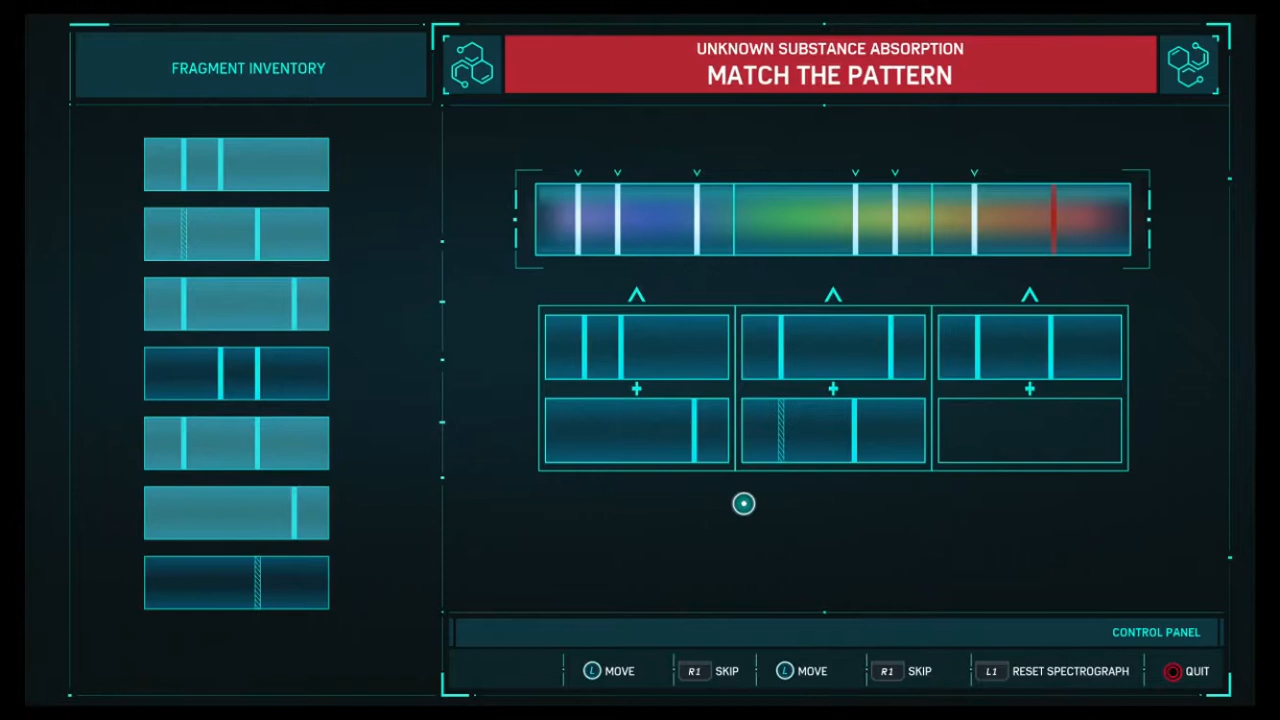 FRAGMENT INVENTORY
UNKNOWN SUBSTANCE ABSORPTION
MATCH THE PATTERN
CONTROL PANEL
L MOVE
R1 SKIP
L MOVE
R1 SKIP
L1 RESET SPECTROGRAPH
QUIT